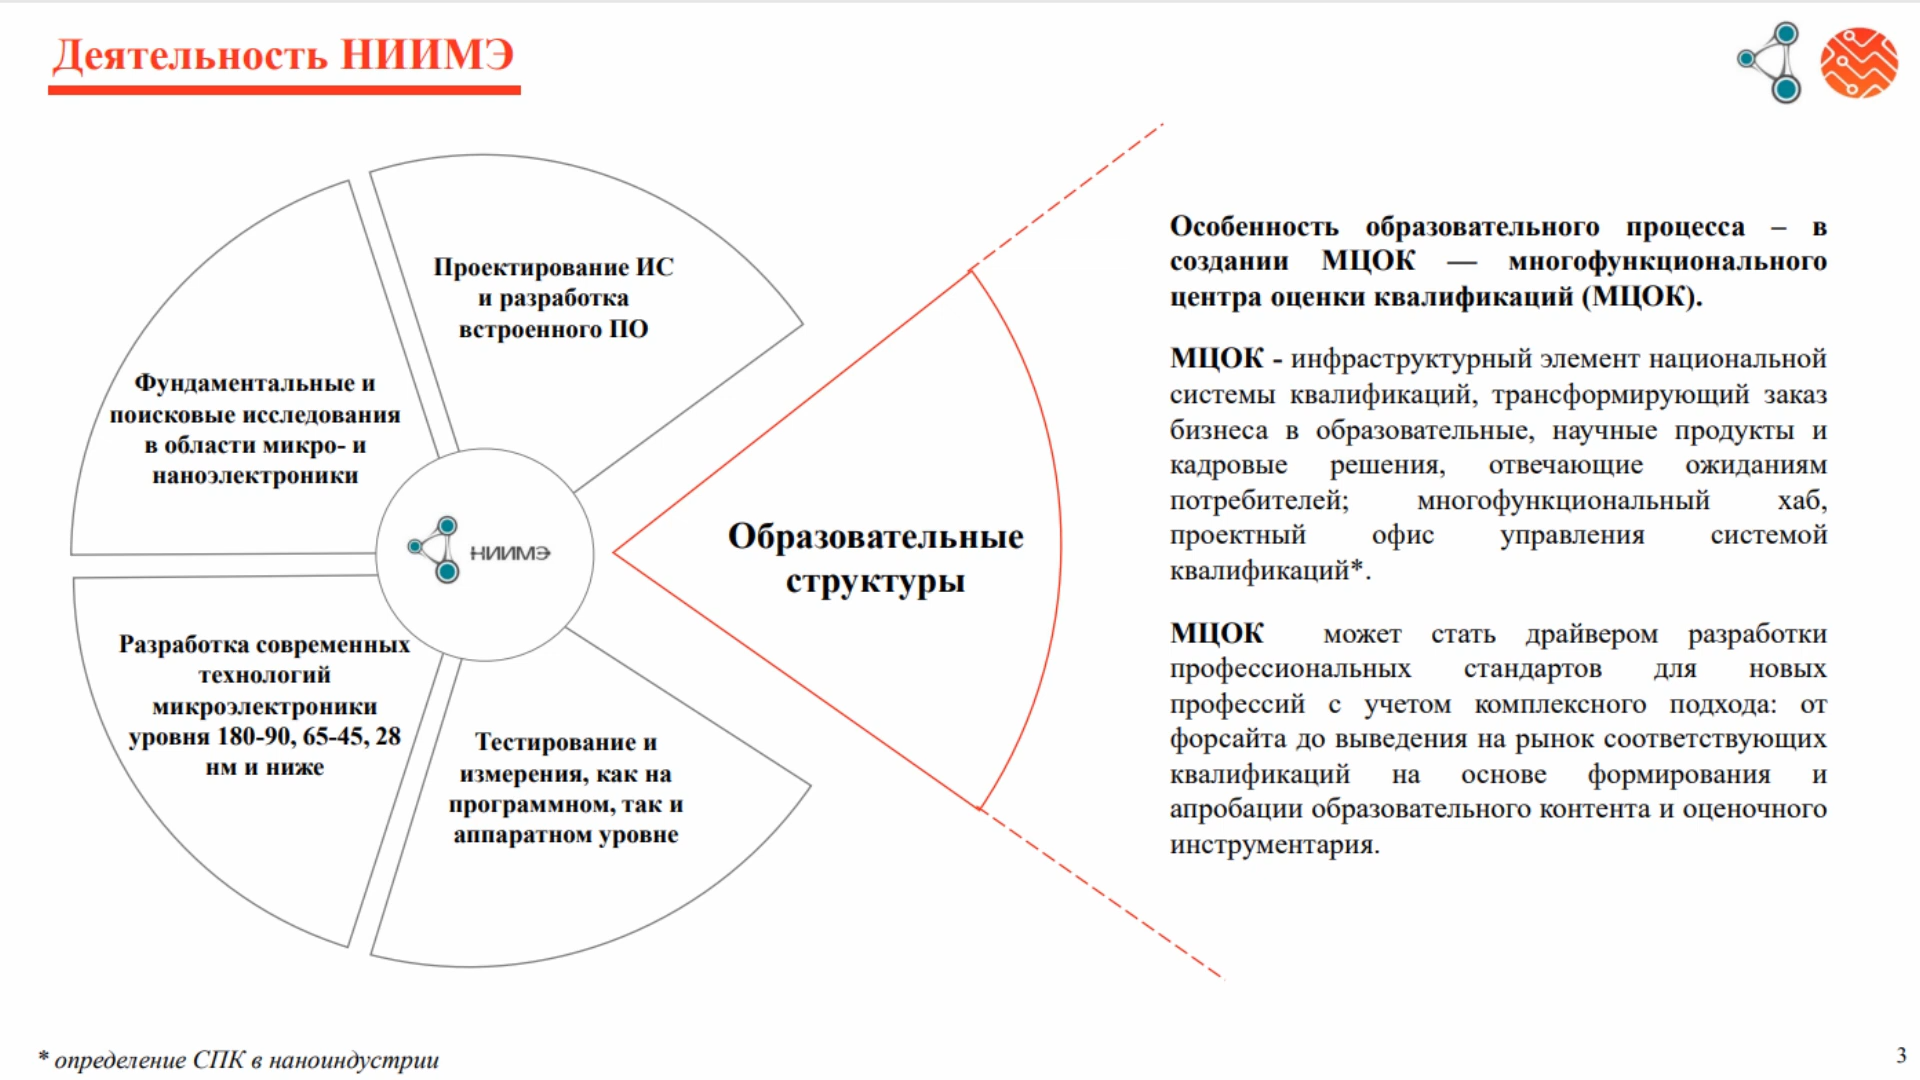 Деятельность НИИМЭ
Проектирование ИС
и разработка
встроенного ПО
Фундаментальные и
поисковые исследования
в области микро- и
наноэлектроники
НИИМЭ
Образовательные
структуры
Разработка современных
технологий
микроэлектроники
уровня 180-90, 65-45, 28
нм и ниже
Тестирование и
измерения, как на
программном, так и
аппаратном уровне
Особенность образовательного процесса – в
создании МЦОК — многофункционального
центра оценки квалификаций (МЦОК).
МЦОК - инфраструктурный элемент национальной
системы квалификаций, трансформирующий заказ
бизнеса в образовательные, научные продукты и
кадровые решения, отвечающие ожиданиям
потребителей; многофункциональный хаб,
проектный офис управления системой
квалификаций*.
МЦОК может стать драйвером разработки
профессиональных стандартов для новых
профессий с учетом комплексного подхода: от
форсайта до выведения на рынок соответствующих
квалификаций на основе формирования и
апробации образовательного контента и оценочного
инструментария.
* определение СПК в наноиндустрии
3